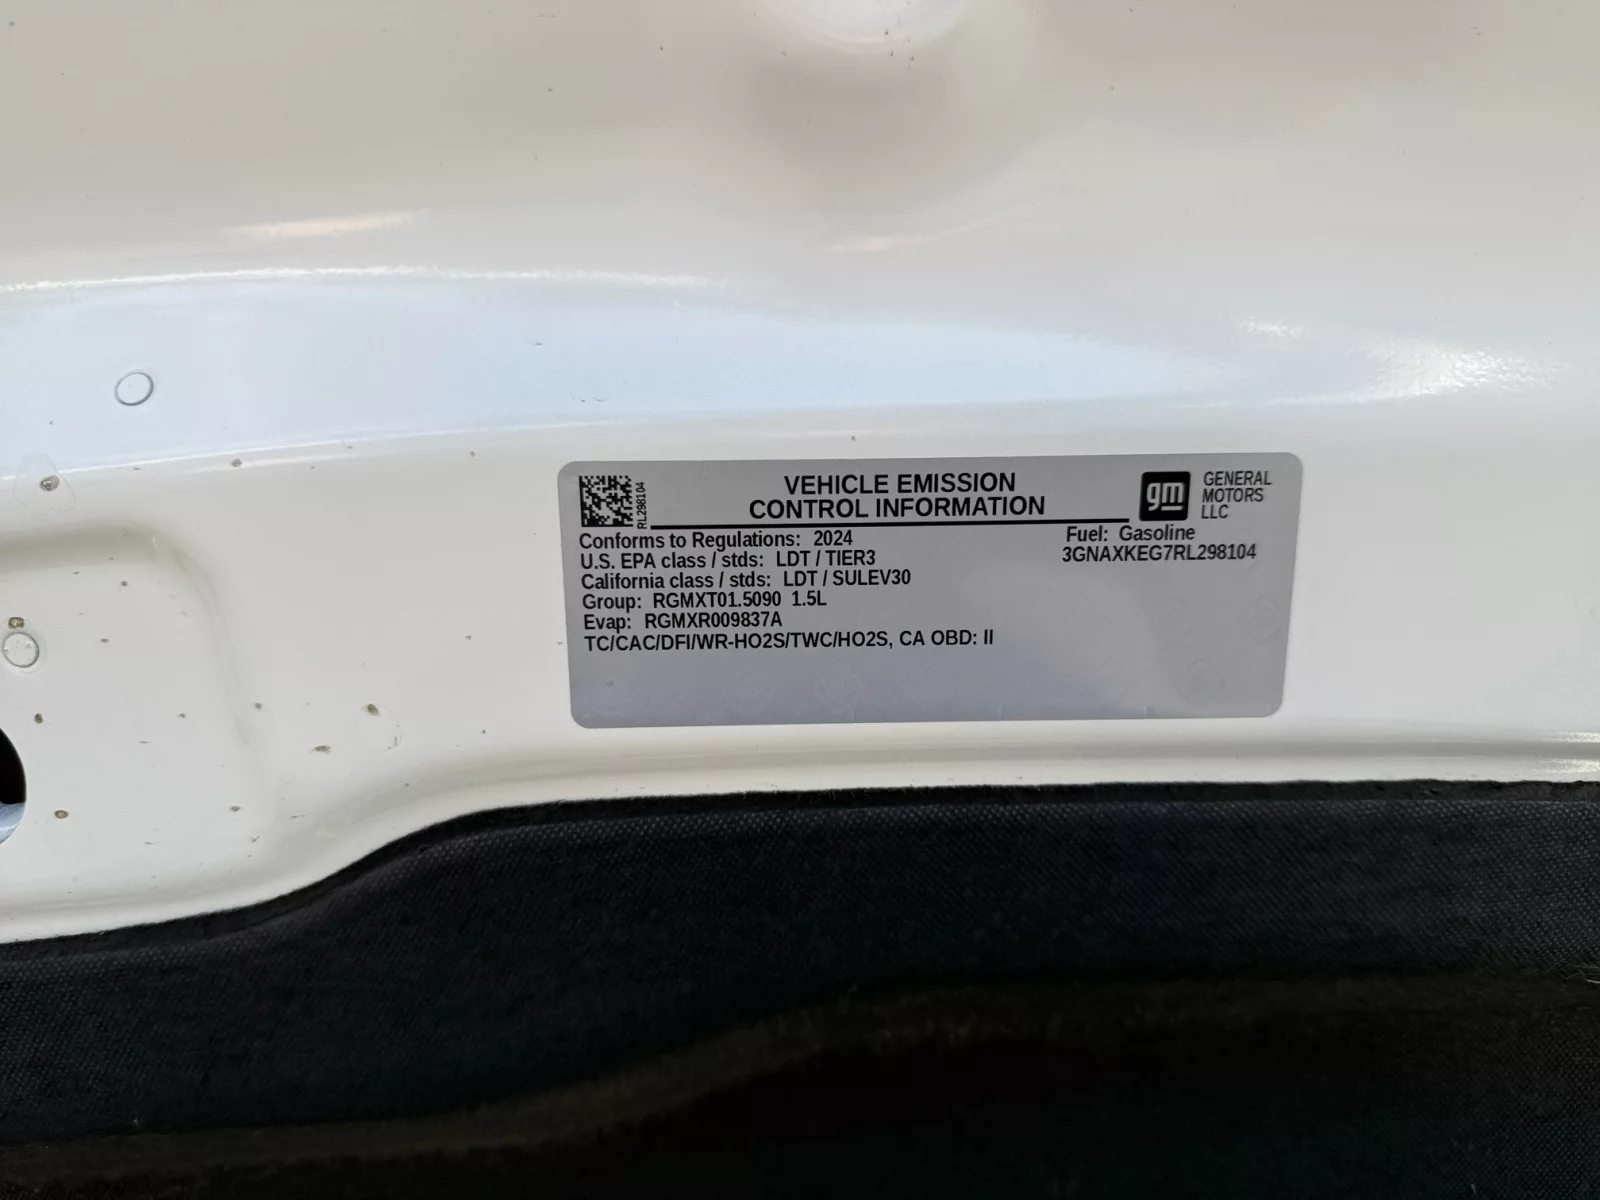 RL298104
VEHICLE EMISSION
CONTROL INFORMATION
gm
GENERAL
MOTORS
LLC
Conforms to Regulations: 2024
Fuel: Gasoline
U.S. EPA class / stds: LDT / TIER3
3GNAXKEG7RL298104
California class / stds: LDT / SULEV30
Group: RGMXT01.5090 1.5L
Evap: RGMXR009837A
TC/CAC/DFI/WR-HO2S/TWC/HO2S, CA OBD: II